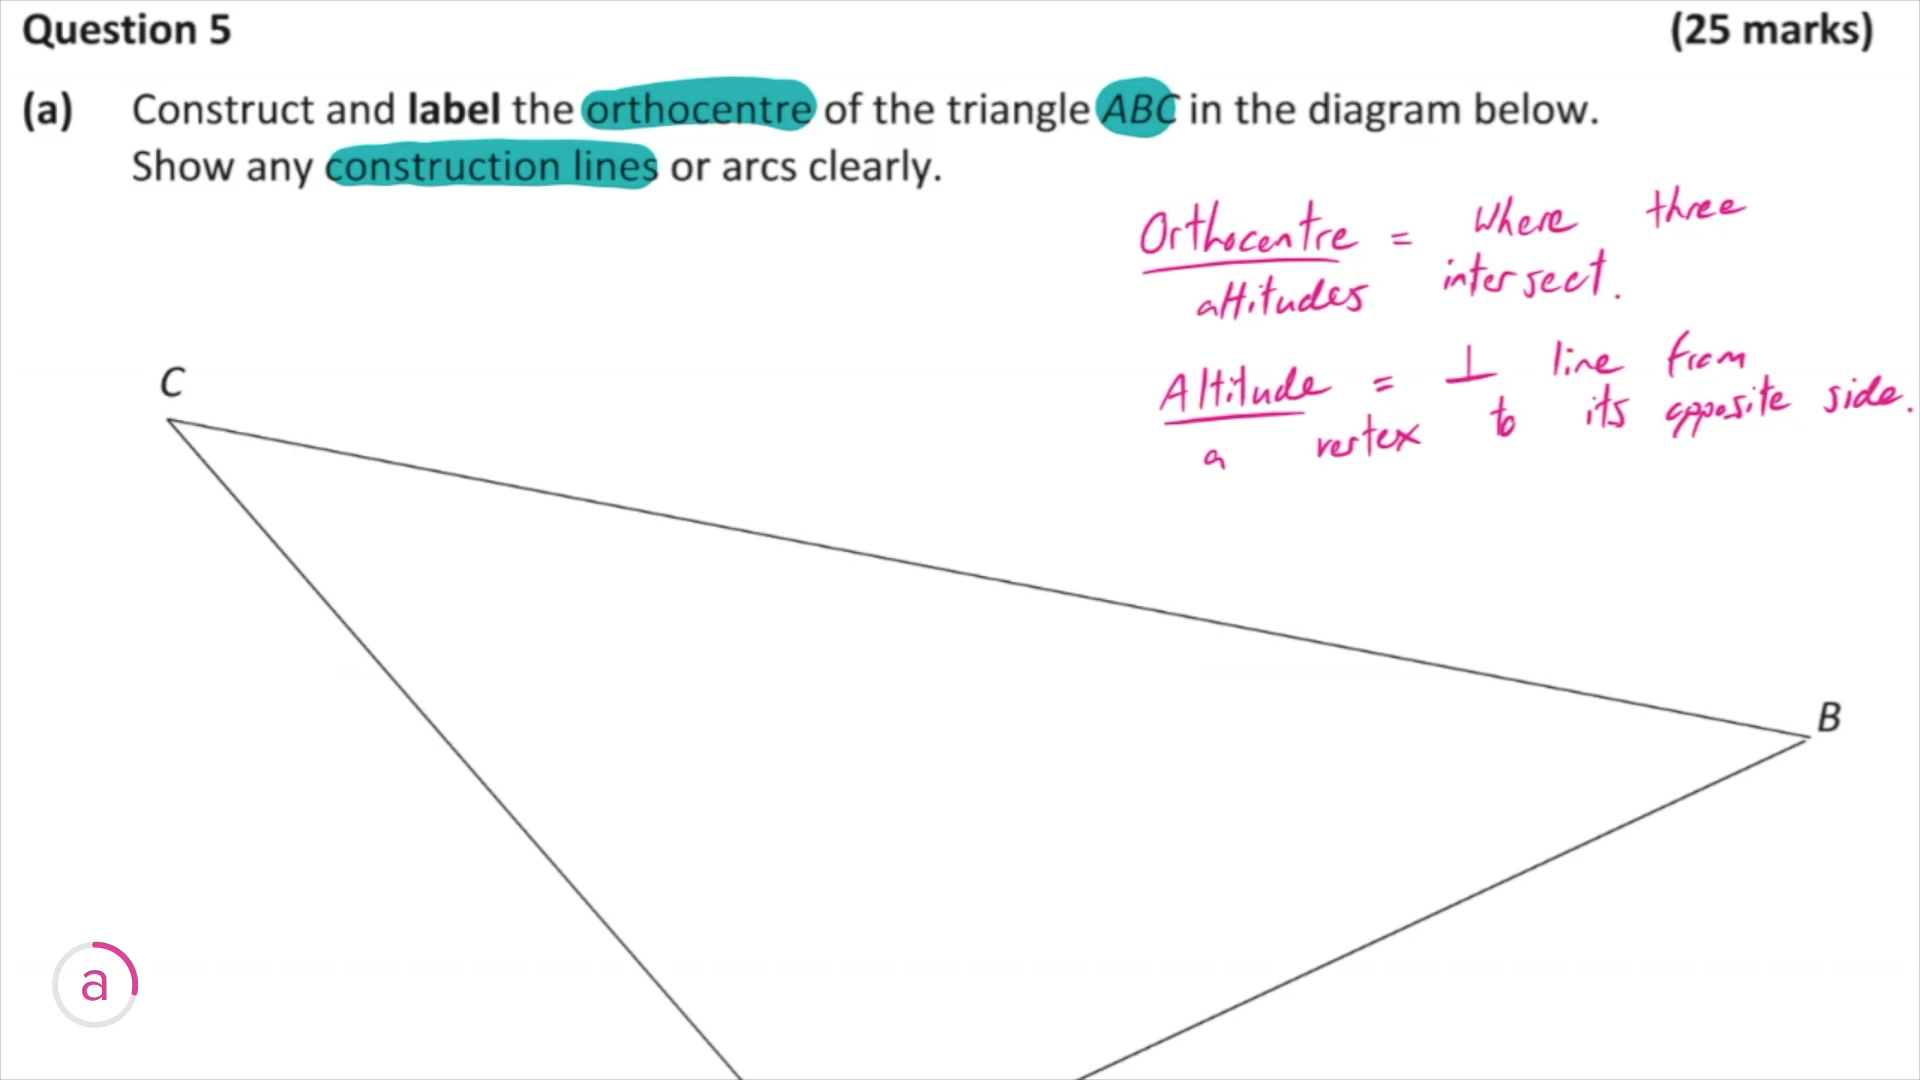 Question 5 (25 marks)
(a) Construct and label the orthocentre of the triangle ABC in the diagram below.
Show any construction lines or arcs clearly.
Orthocentre = where three
altitudes intersect.
Altitude = ⊥ line from
a vertex to its opposite side.
C
B
a